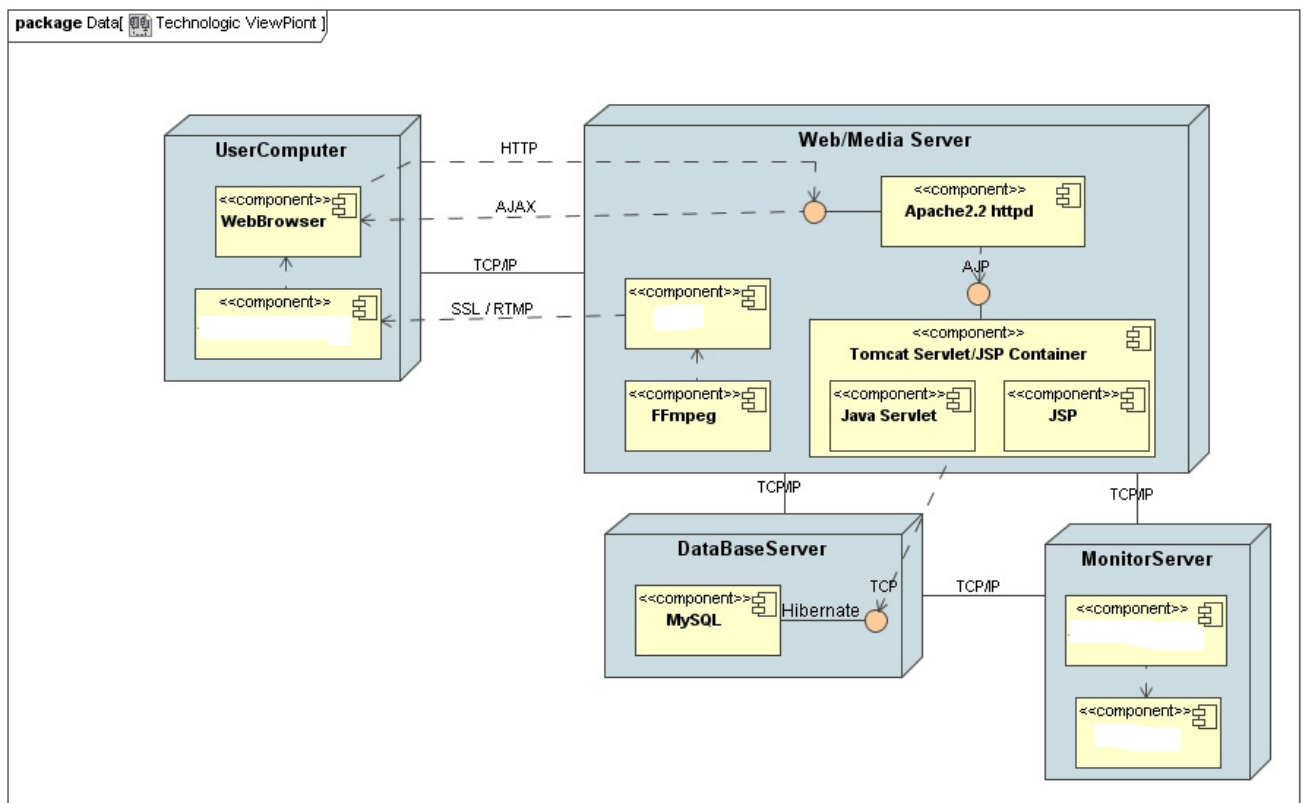 package Data[ Technologic ViewPiont ]
UserComputer
<<component>>
WebBrowser
<<component>>
HTTP
AJAX
TCP/IP
SSL / RTMP
Web/Media Server
<<component>>
Apache2.2 httpd
AJP
<<component>>
<<component>>
FFmpeg
<<component>>
Tomcat Servlet/JSP Container
<<component>>
Java Servlet
<<component>>
JSP
TCP/IP
TCP/IP
DataBaseServer
<<component>>
MySQL
Hibernate
TCP
TCP/IP
MonitorServer
<<component>>
<<component>>